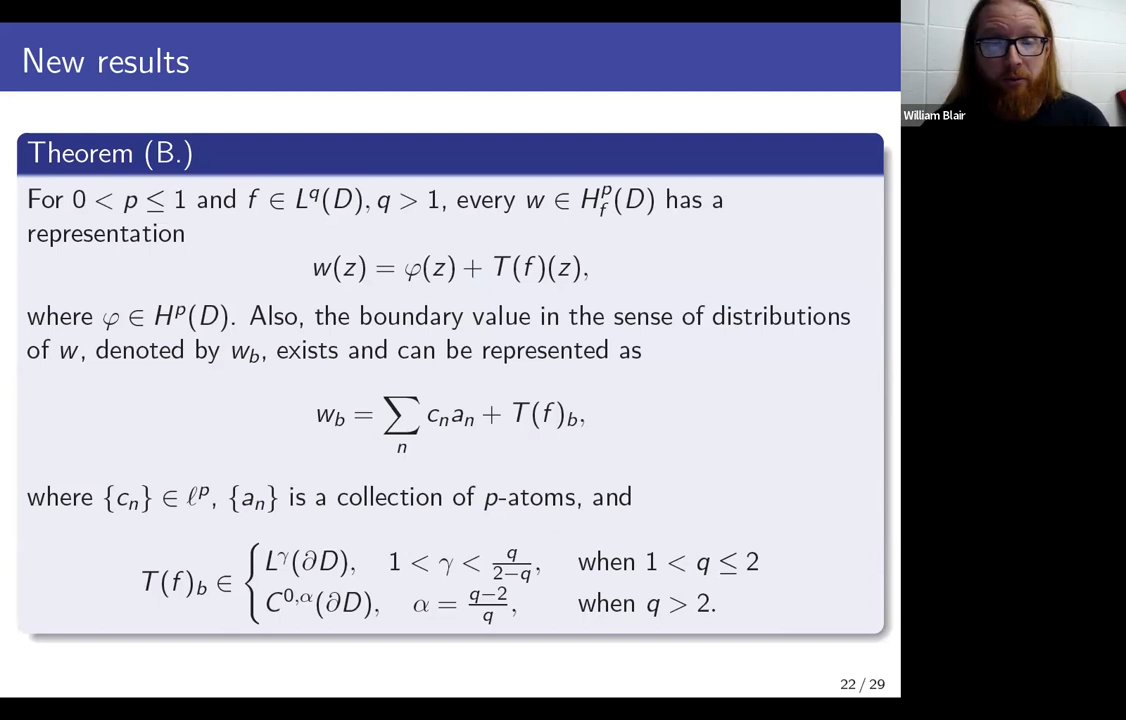 New results
William Blair
Theorem (B.)
For 0 < p ≤ 1 and f ∈ L^q(D), q > 1, every w ∈ H_f^p(D) has a
representation
w(z) = φ(z) + T(f)(z),
where φ ∈ H^p(D). Also, the boundary value in the sense of distributions
of w, denoted by w_b, exists and can be represented as
w_b = ∑_n c_n a_n + T(f)_b,
where {c_n} ∈ ℓ^p, {a_n} is a collection of p-atoms, and
T(f)_b ∈ { L^γ(∂D), 1 < γ < q/(2−q), when 1 < q ≤ 2
C^{0,α}(∂D), α = (q−2)/q, when q > 2.
22 / 29